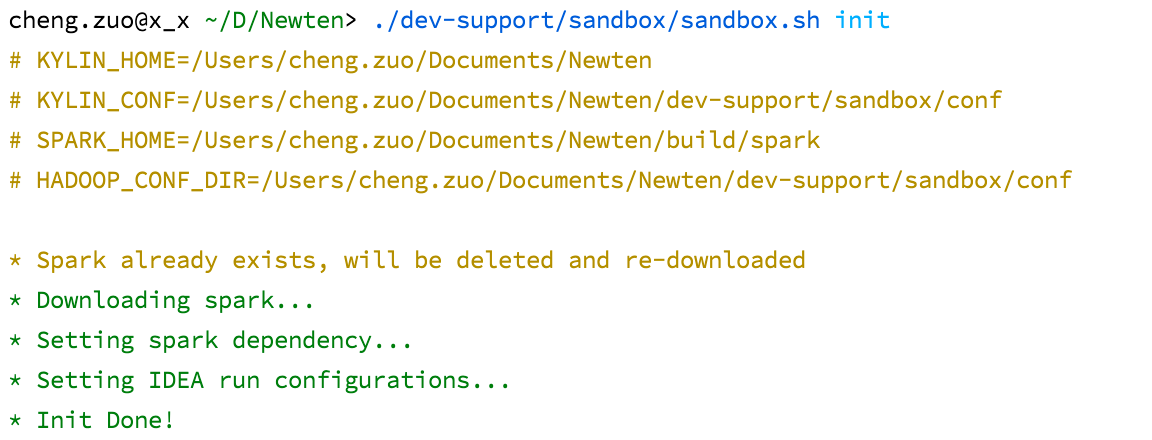 cheng.zuo@x_x ~/D/Newten> ./dev-support/sandbox/sandbox.sh init
# KYLIN_HOME=/Users/cheng.zuo/Documents/Newten
# KYLIN_CONF=/Users/cheng.zuo/Documents/Newten/dev-support/sandbox/conf
# SPARK_HOME=/Users/cheng.zuo/Documents/Newten/build/spark
# HADOOP_CONF_DIR=/Users/cheng.zuo/Documents/Newten/dev-support/sandbox/conf
* Spark already exists, will be deleted and re-downloaded
* Downloading spark...
* Setting spark dependency...
* Setting IDEA run configurations...
* Init Done!